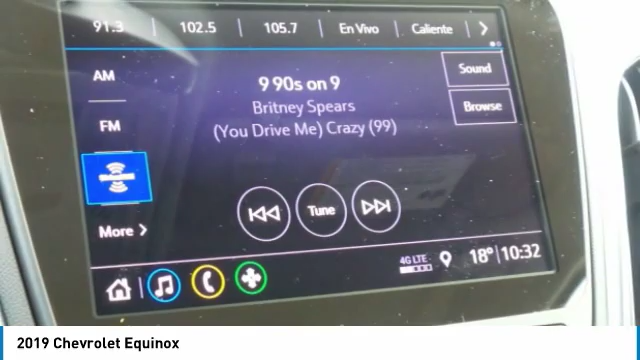 91.3 102.5 105.7 En Vivo Caliente
AM
Sound
9 90s on 9
Browse
Britney Spears
FM
(You Drive Me) Crazy (99)
Tune
More
4G LTE 18° 10:32
2019 Chevrolet Equinox